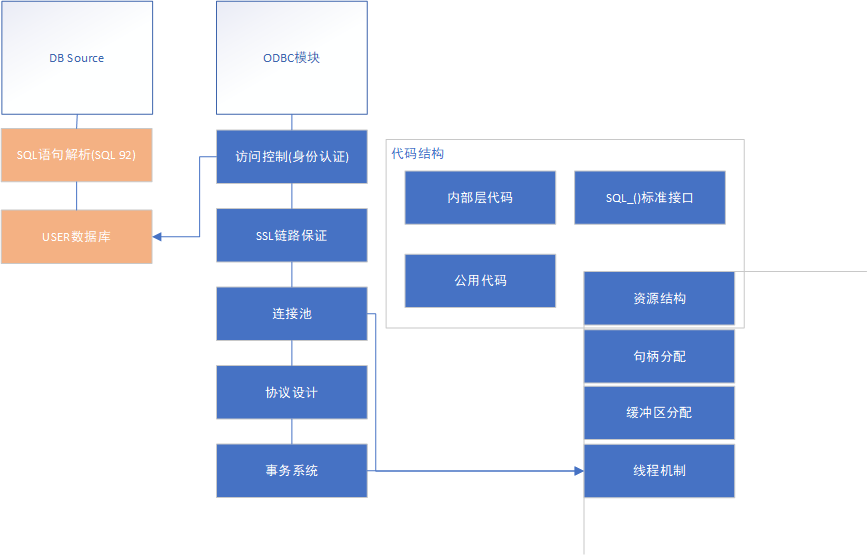 DB Source
SQL语句解析(SQL 92)
USER数据库
ODBC模块
访问控制(身份认证)
SSL链路保证
连接池
协议设计
事务系统
代码结构
内部层代码
SQL_()标准接口
公用代码
资源结构
句柄分配
缓冲区分配
线程机制